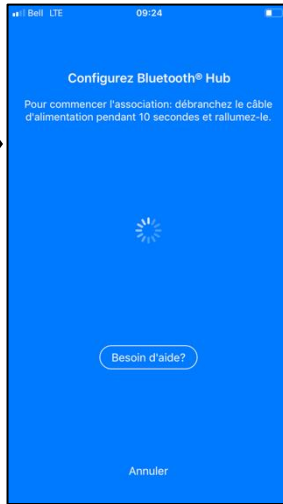 Bell LTE 09:24
Configurez Bluetooth® Hub
Pour commencer l'association: débranchez le câble
d'alimentation pendant 10 secondes et rallumez-le.
Besoin d'aide?
Annuler